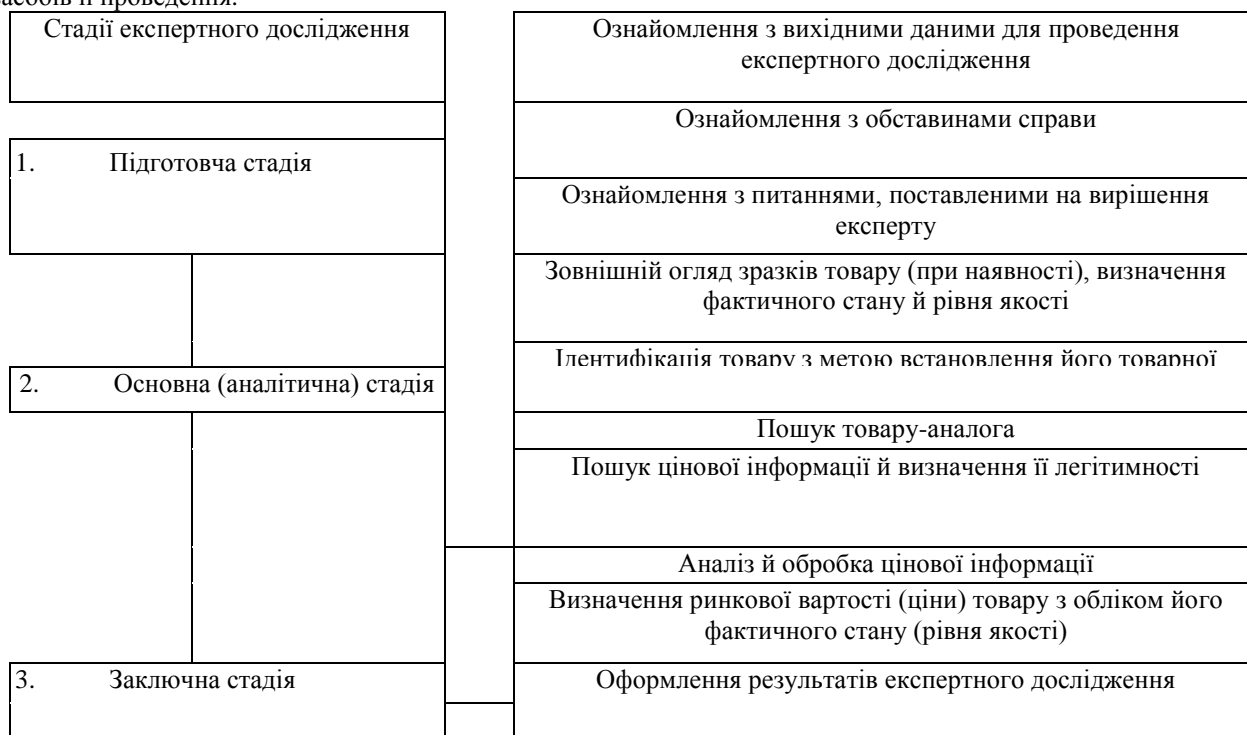 її проведення.
Стадії експертного дослідження
Ознайомлення з вихідними даними для проведення
експертного дослідження
Ознайомлення з обставинами справи
1. Підготовча стадія
Ознайомлення з питаннями, поставленими на вирішення
експерту
Зовнішній огляд зразків товару (при наявності), визначення
фактичного стану й рівня якості
Ідентифікація товару з метою встановлення його товарної
2. Основна (аналітична) стадія
Пошук товару-аналога
Пошук цінової інформації й визначення її легітимності
Аналіз й обробка цінової інформації
Визначення ринкової вартості (ціни) товару з обліком його
фактичного стану (рівня якості)
3. Заключна стадія
Оформлення результатів експертного дослідження